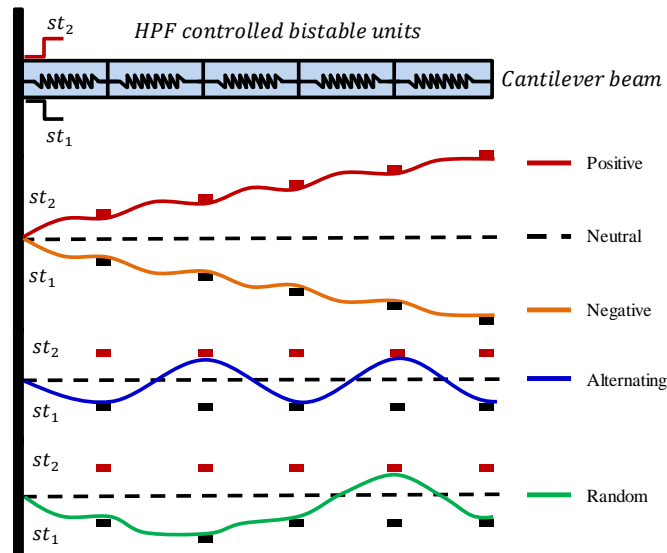 st₂
HPF controlled bistable units
Cantilever beam
st₁
st₂
Positive
Neutral
st₁
Negative
st₂
Alternating
st₁
st₂
Random
st₁